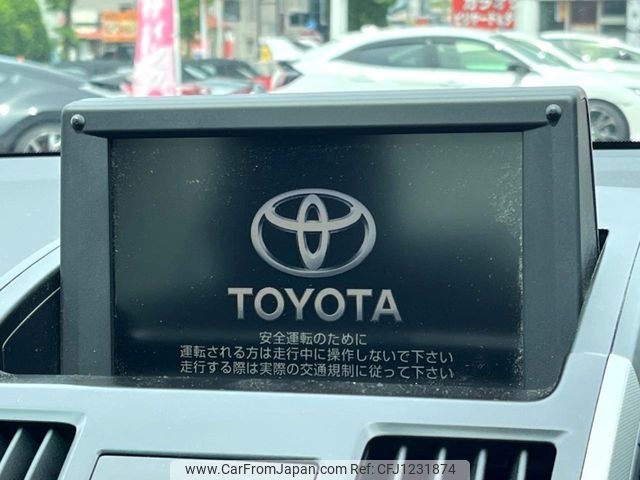 TOYOTA
安全運転のために
運転される方は走行中に操作しないで下さい
走行する際は実際の交通規制に従って下さい
www.CarFromJapan.com | ID:CFJ1231874